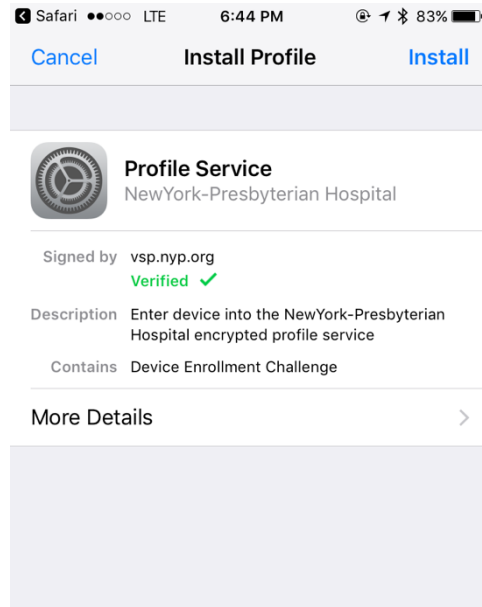 Safari LTE 6:44 PM 83%
Cancel Install Profile Install
Profile Service
NewYork-Presbyterian Hospital
Signed by vsp.nyp.org
Verified ✓
Description Enter device into the NewYork-Presbyterian
Hospital encrypted profile service
Contains Device Enrollment Challenge
More Details